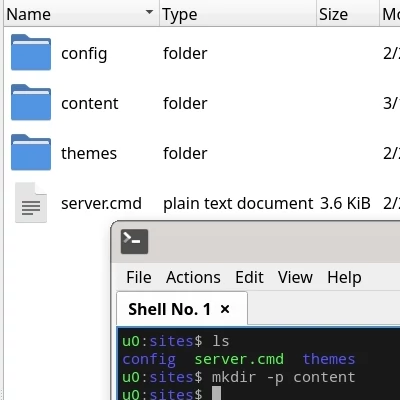 Name Type Size
config folder 2/
content folder 3/
themes folder 2/
server.cmd plain text document 3.6 KiB 2/
File Actions Edit View Help
Shell No. 1 ×
u0:sites$ ls
config server.cmd themes
u0:sites$ mkdir -p content
u0:sites$